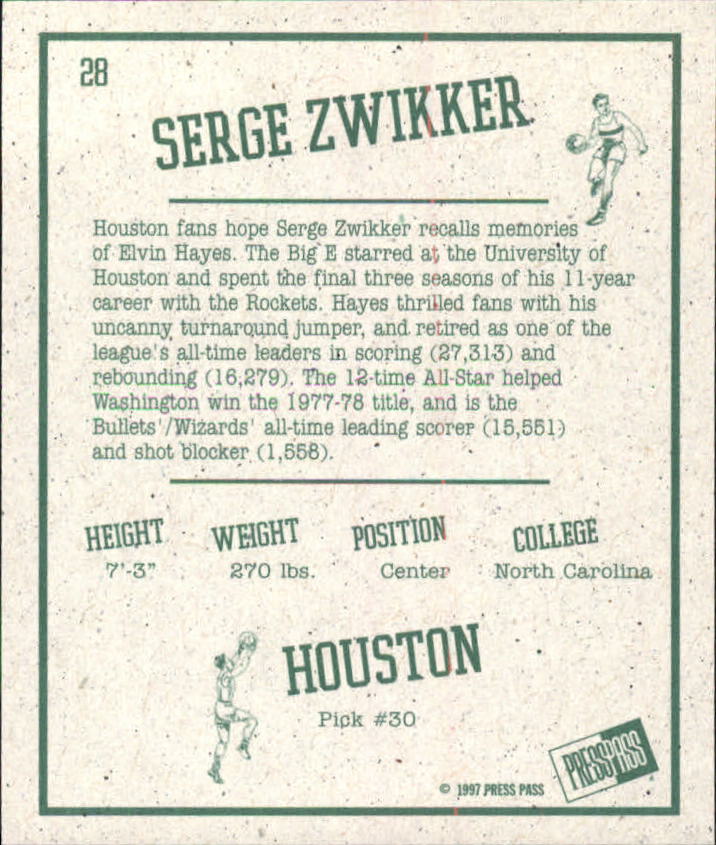 28
SERGE ZWIKKER
Houston fans hope Serge Zwikker recalls memories
of Elvin Hayes. The Big E starred at the University of
Houston and spent the final three seasons of his 11-year
career with the Rockets. Hayes thrilled fans with his
uncanny turnaround jumper, and retired as one of the
league's all-time leaders in scoring (27,313) and
rebounding (16,279). The 12-time All-Star helped
Washington win the 1977-78 title, and is the
Bullets'/Wizards' all-time leading scorer (15,551)
and shot blocker (1,558).
HEIGHT WEIGHT POSITION COLLEGE
7'-3" 270 lbs. Center North Carolina
HOUSTON
Pick #30
PRESS PASS
© 1997 PRESS PASS